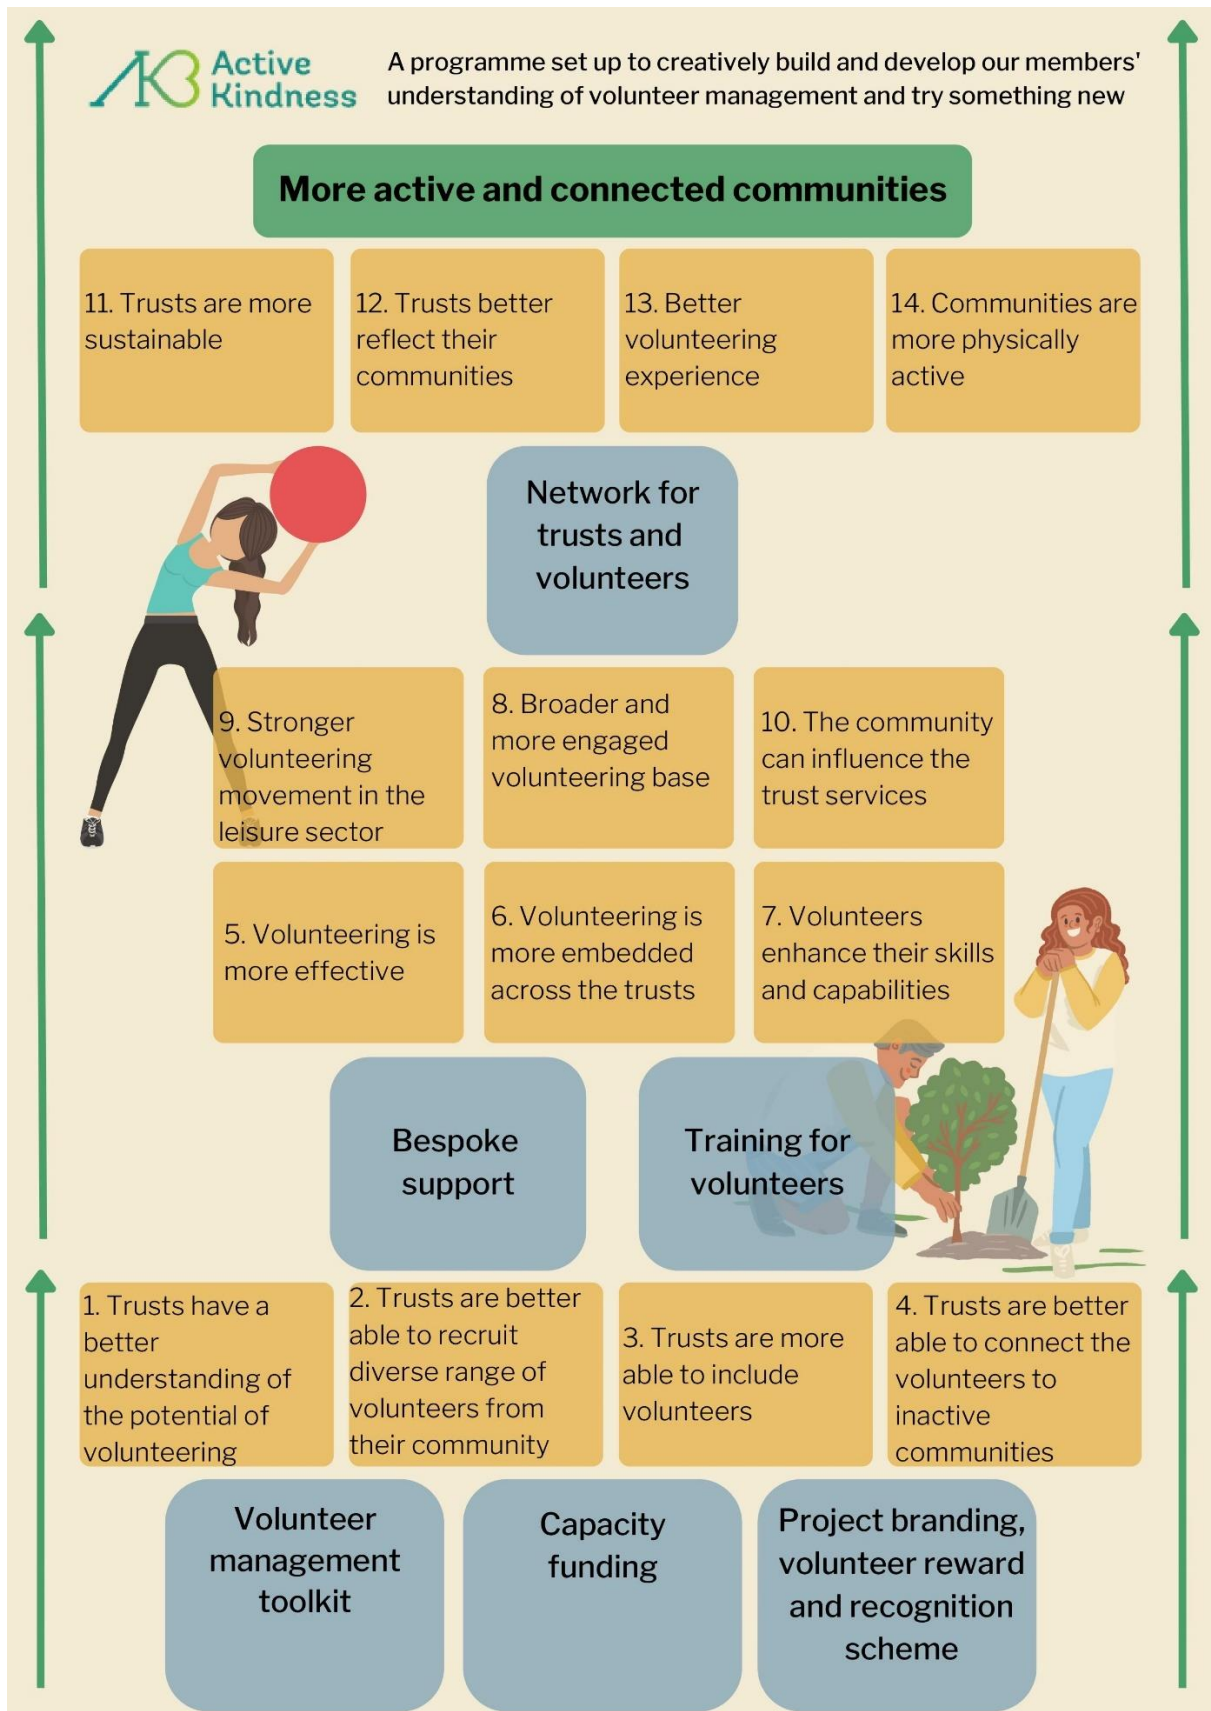 Active
Kindness
A programme set up to creatively build and develop our members'
understanding of volunteer management and try something new
More active and connected communities
11. Trusts are more
sustainable
12. Trusts better
reflect their
communities
13. Better
volunteering
experience
14. Communities are
more physically
active
Network for
trusts and
volunteers
9. Stronger
volunteering
movement in the
leisure sector
8. Broader and
more engaged
volunteering base
10. The community
can influence the
trust services
5. Volunteering is
more effective
6. Volunteering is
more embedded
across the trusts
7. Volunteers
enhance their skills
and capabilities
Bespoke
support
Training for
volunteers
1. Trusts have a
better
understanding of
the potential of
volunteering
2. Trusts are better
able to recruit
diverse range of
volunteers from
their community
3. Trusts are more
able to include
volunteers
4. Trusts are better
able to connect the
volunteers to
inactive
communities
Volunteer
management
toolkit
Capacity
funding
Project branding,
volunteer reward
and recognition
scheme